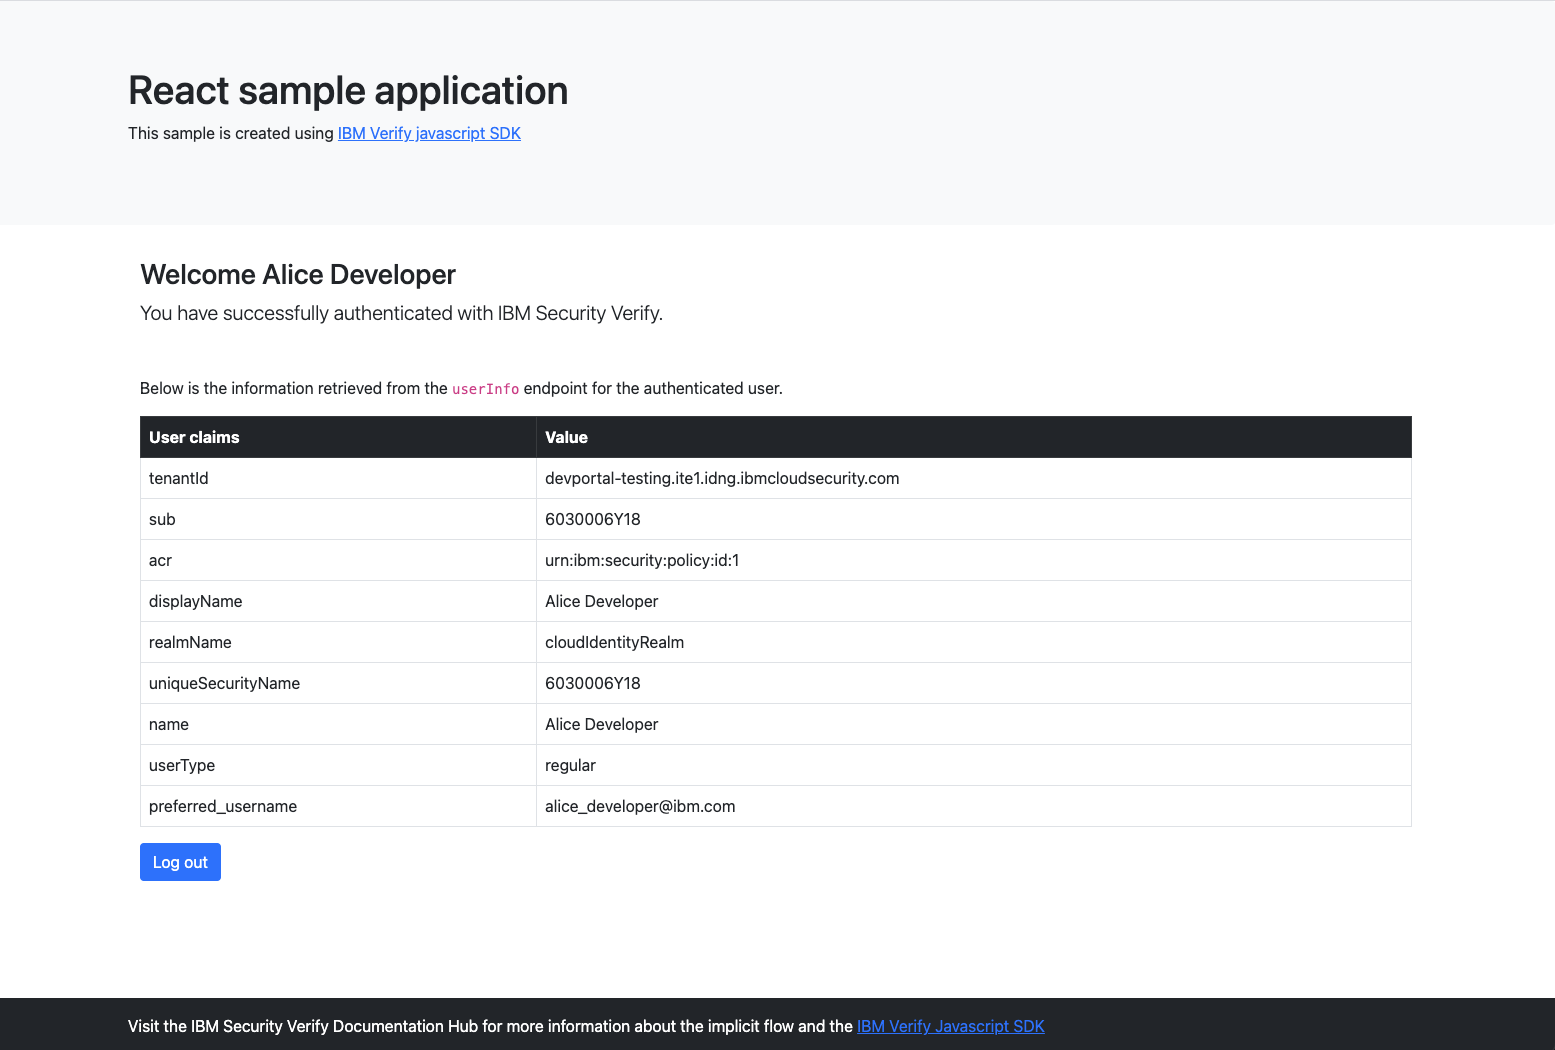 React sample application
This sample is created using IBM Verify javascript SDK
Welcome Alice Developer
You have successfully authenticated with IBM Security Verify.
Below is the information retrieved from the userInfo endpoint for the authenticated user.
User claims Value
tenantId devportal-testing.ite1.idng.ibmcloudsecurity.com
sub 6030006Y18
acr urn:ibm:security:policy:id:1
displayName Alice Developer
realmName cloudIdentityRealm
uniqueSecurityName 6030006Y18
name Alice Developer
userType regular
preferred_username alice_developer@ibm.com
Log out
Visit the IBM Security Verify Documentation Hub for more information about the implicit flow and the IBM Verify Javascript SDK